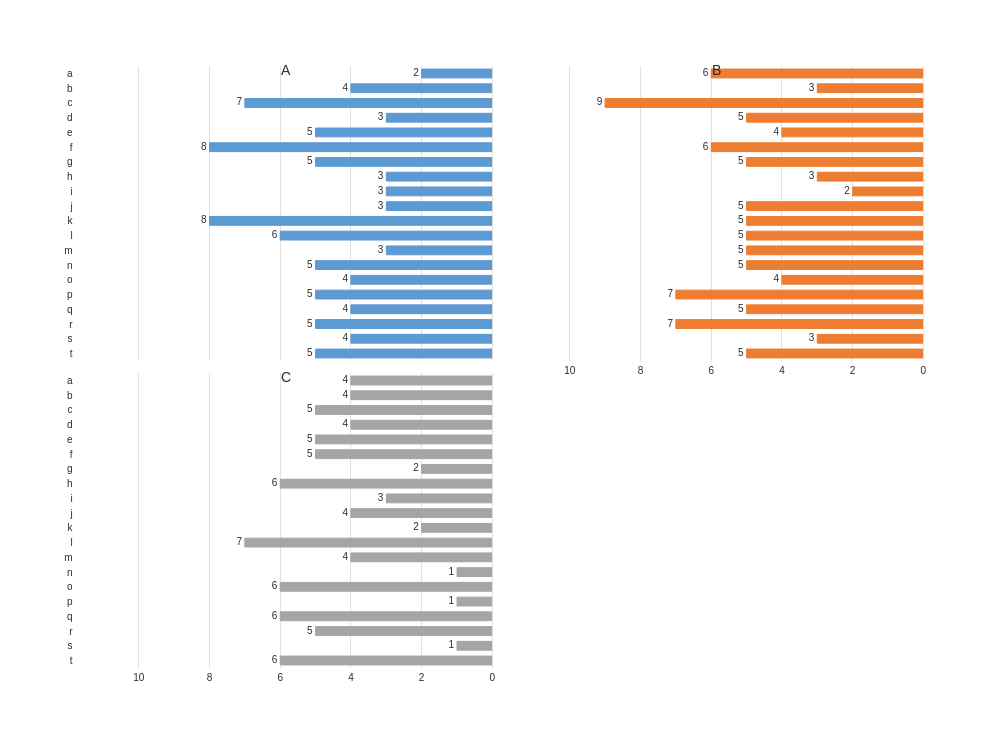 A B
a 2 6
b 4 3
c 7 9
d 3 5
e 5 4
f 8 6
g 5 5
h 3 3
i 3 2
j 3 5
k 8 5
l 6 5
m 3 5
n 5 5
o 4 4
p 5 7
q 4 5
r 5 7
s 4 3
t 5 5
10 8 6 4 2 0
C
a 4
b 4
c 5
d 4
e 5
f 5
g 2
h 6
i 3
j 4
k 2
l 7
m 4
n 1
o 6
p 1
q 6
r 5
s 1
t 6
10 8 6 4 2 0